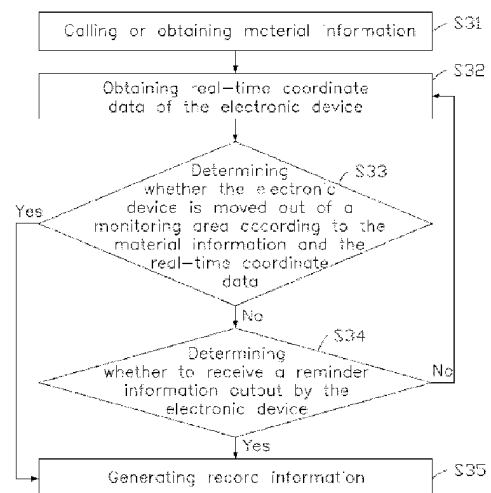 Calling or obtaining material information
S31
S32
Obtaining real-time coordinate
data of the electronic device
S33
Determining
whether the electronic
device is moved out of a
monitoring area according to the
material information and the
real-time coordinate
data
Yes
No
S34
Determining
whether to receive a reminder
information output by the
electronic device
No
Yes
S35
Generating record information